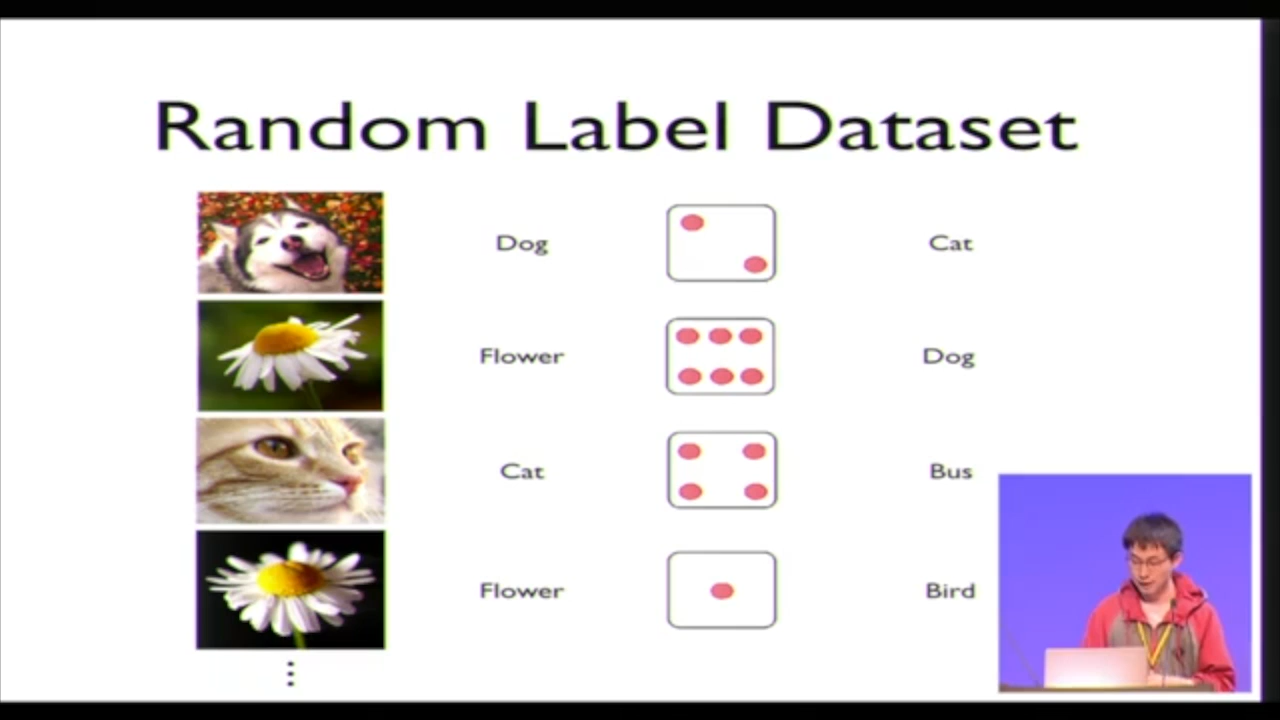 Random Label Dataset
Dog Cat
Flower Dog
Cat Bus
Flower Bird